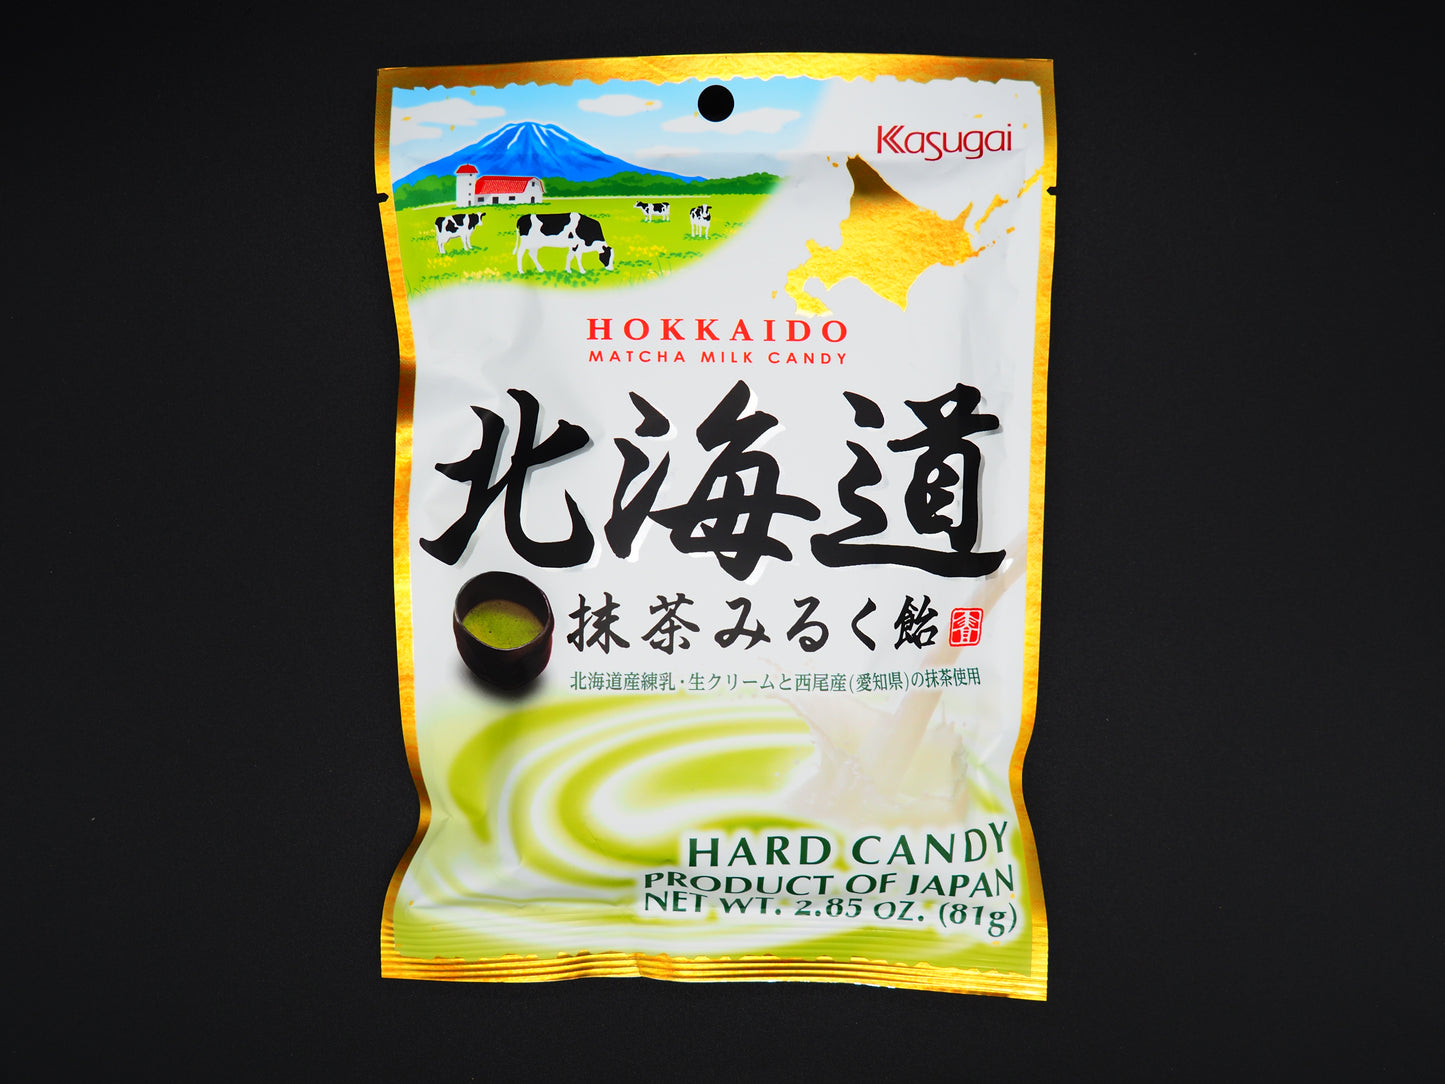 Kasugai
HOKKAIDO
MATCHA MILK CANDY
北海道
抹茶みるく飴
北海道産練乳・生クリームと西尾産(愛知県)の抹茶使用
HARD CANDY
PRODUCT OF JAPAN
NET WT. 2.85 OZ. (81g)